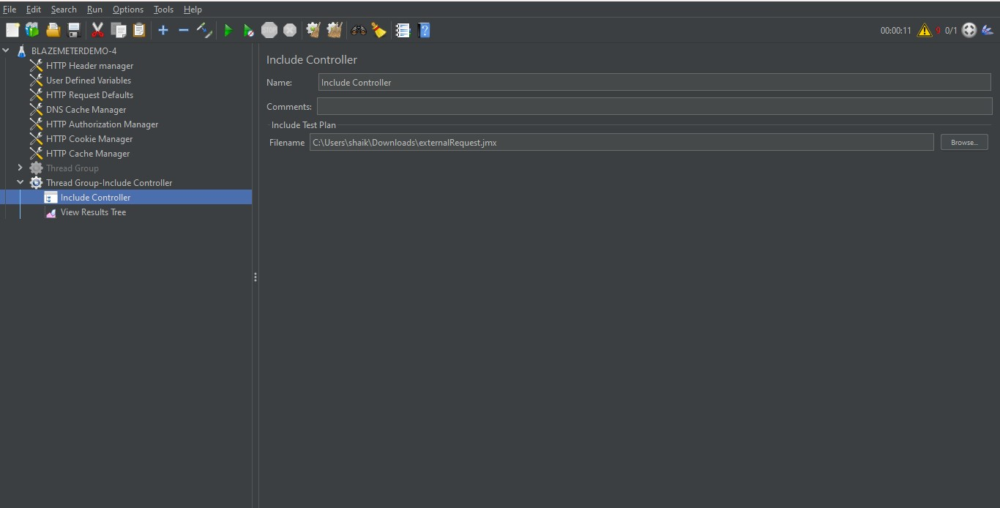 File Edit Search Run Options Tools Help
00:00:11 9 0/1
BLAZEMETERDEMO-4
HTTP Header manager
User Defined Variables
HTTP Request Defaults
DNS Cache Manager
HTTP Authorization Manager
HTTP Cookie Manager
HTTP Cache Manager
Thread Group
Thread Group-Include Controller
Include Controller
View Results Tree
Include Controller
Name: Include Controller
Comments:
Include Test Plan
Filename C:\Users\shaik\Downloads\externalRequest.jmx Browse...